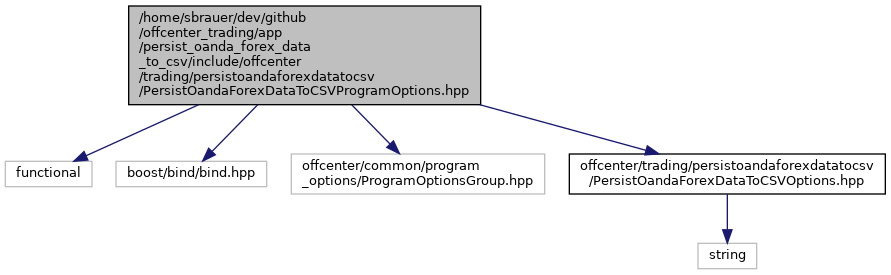 /home/sbrauer/dev/github
/offcenter_trading/app
/persist_oanda_forex_data
_to_csv/include/offcenter
/trading/persistoandaforexdatatocsv
/PersistOandaForexDataToCSVProgramOptions.hpp
functional
boost/bind/bind.hpp
offcenter/common/program
_options/ProgramOptionsGroup.hpp
offcenter/trading/persistoandaforexdatatocsv
/PersistOandaForexDataToCSVOptions.hpp
string